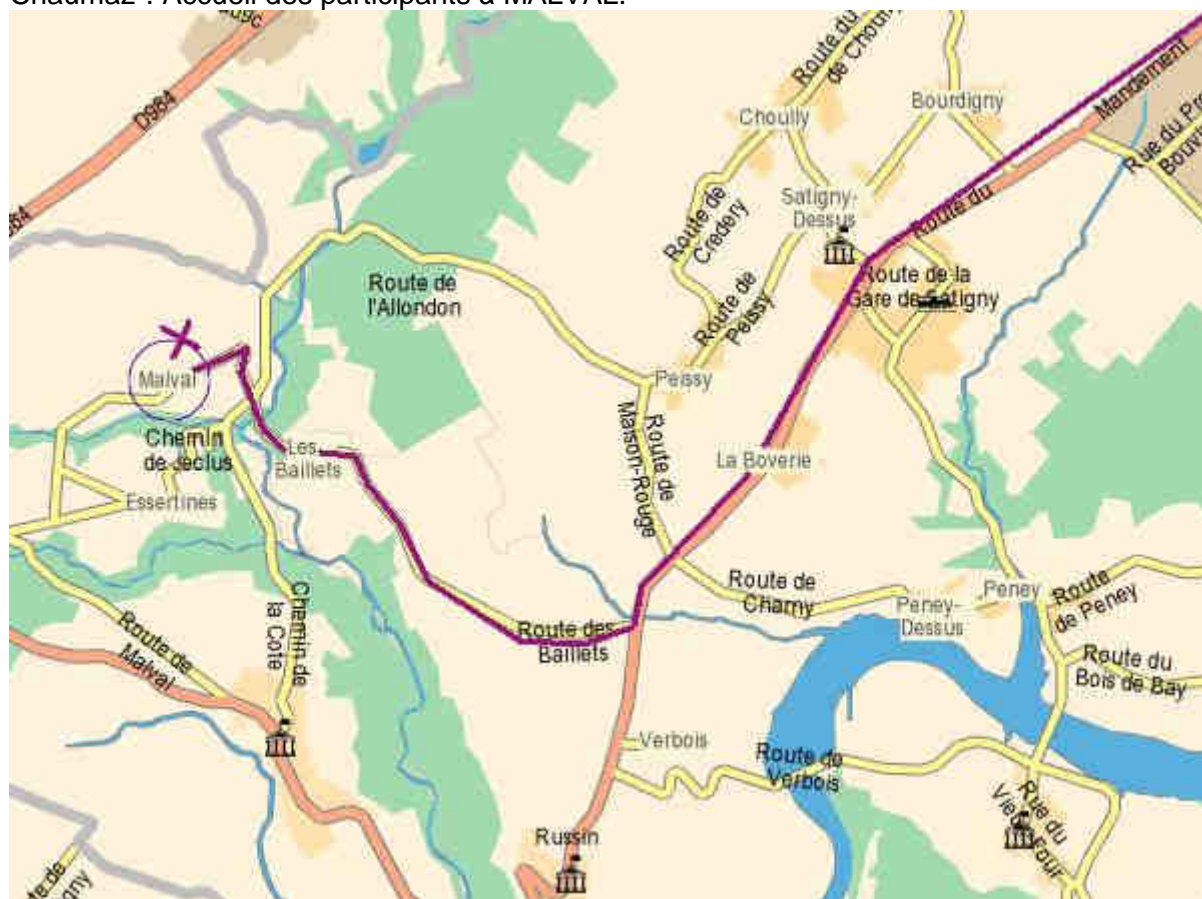 Chaumaz : Accueil des participants à MALVAL.
D984
Route du
de Chouilly
Mandement
Bourdigny
Choully
Rue du Pr
Bouv
Satigny-
Dessus
Route du
Route de
Credery
Route de la
Gare de Satigny
Route de
Peissy
Route de
l'Allondon
Malval
Peissy
Chemin
de Jeclus
Les
Baillets
La Boverie
Route de
Maison-Rouge
Essertines
Route de
Charny
Peney-
Dessus
Peney
Route
de Peney
Chemin de
la Cote
Route de
Malval
Route des
Baillets
Route du
Bois de Bay
Verbois
Route de
Verbois
Rue du
Four
Russin